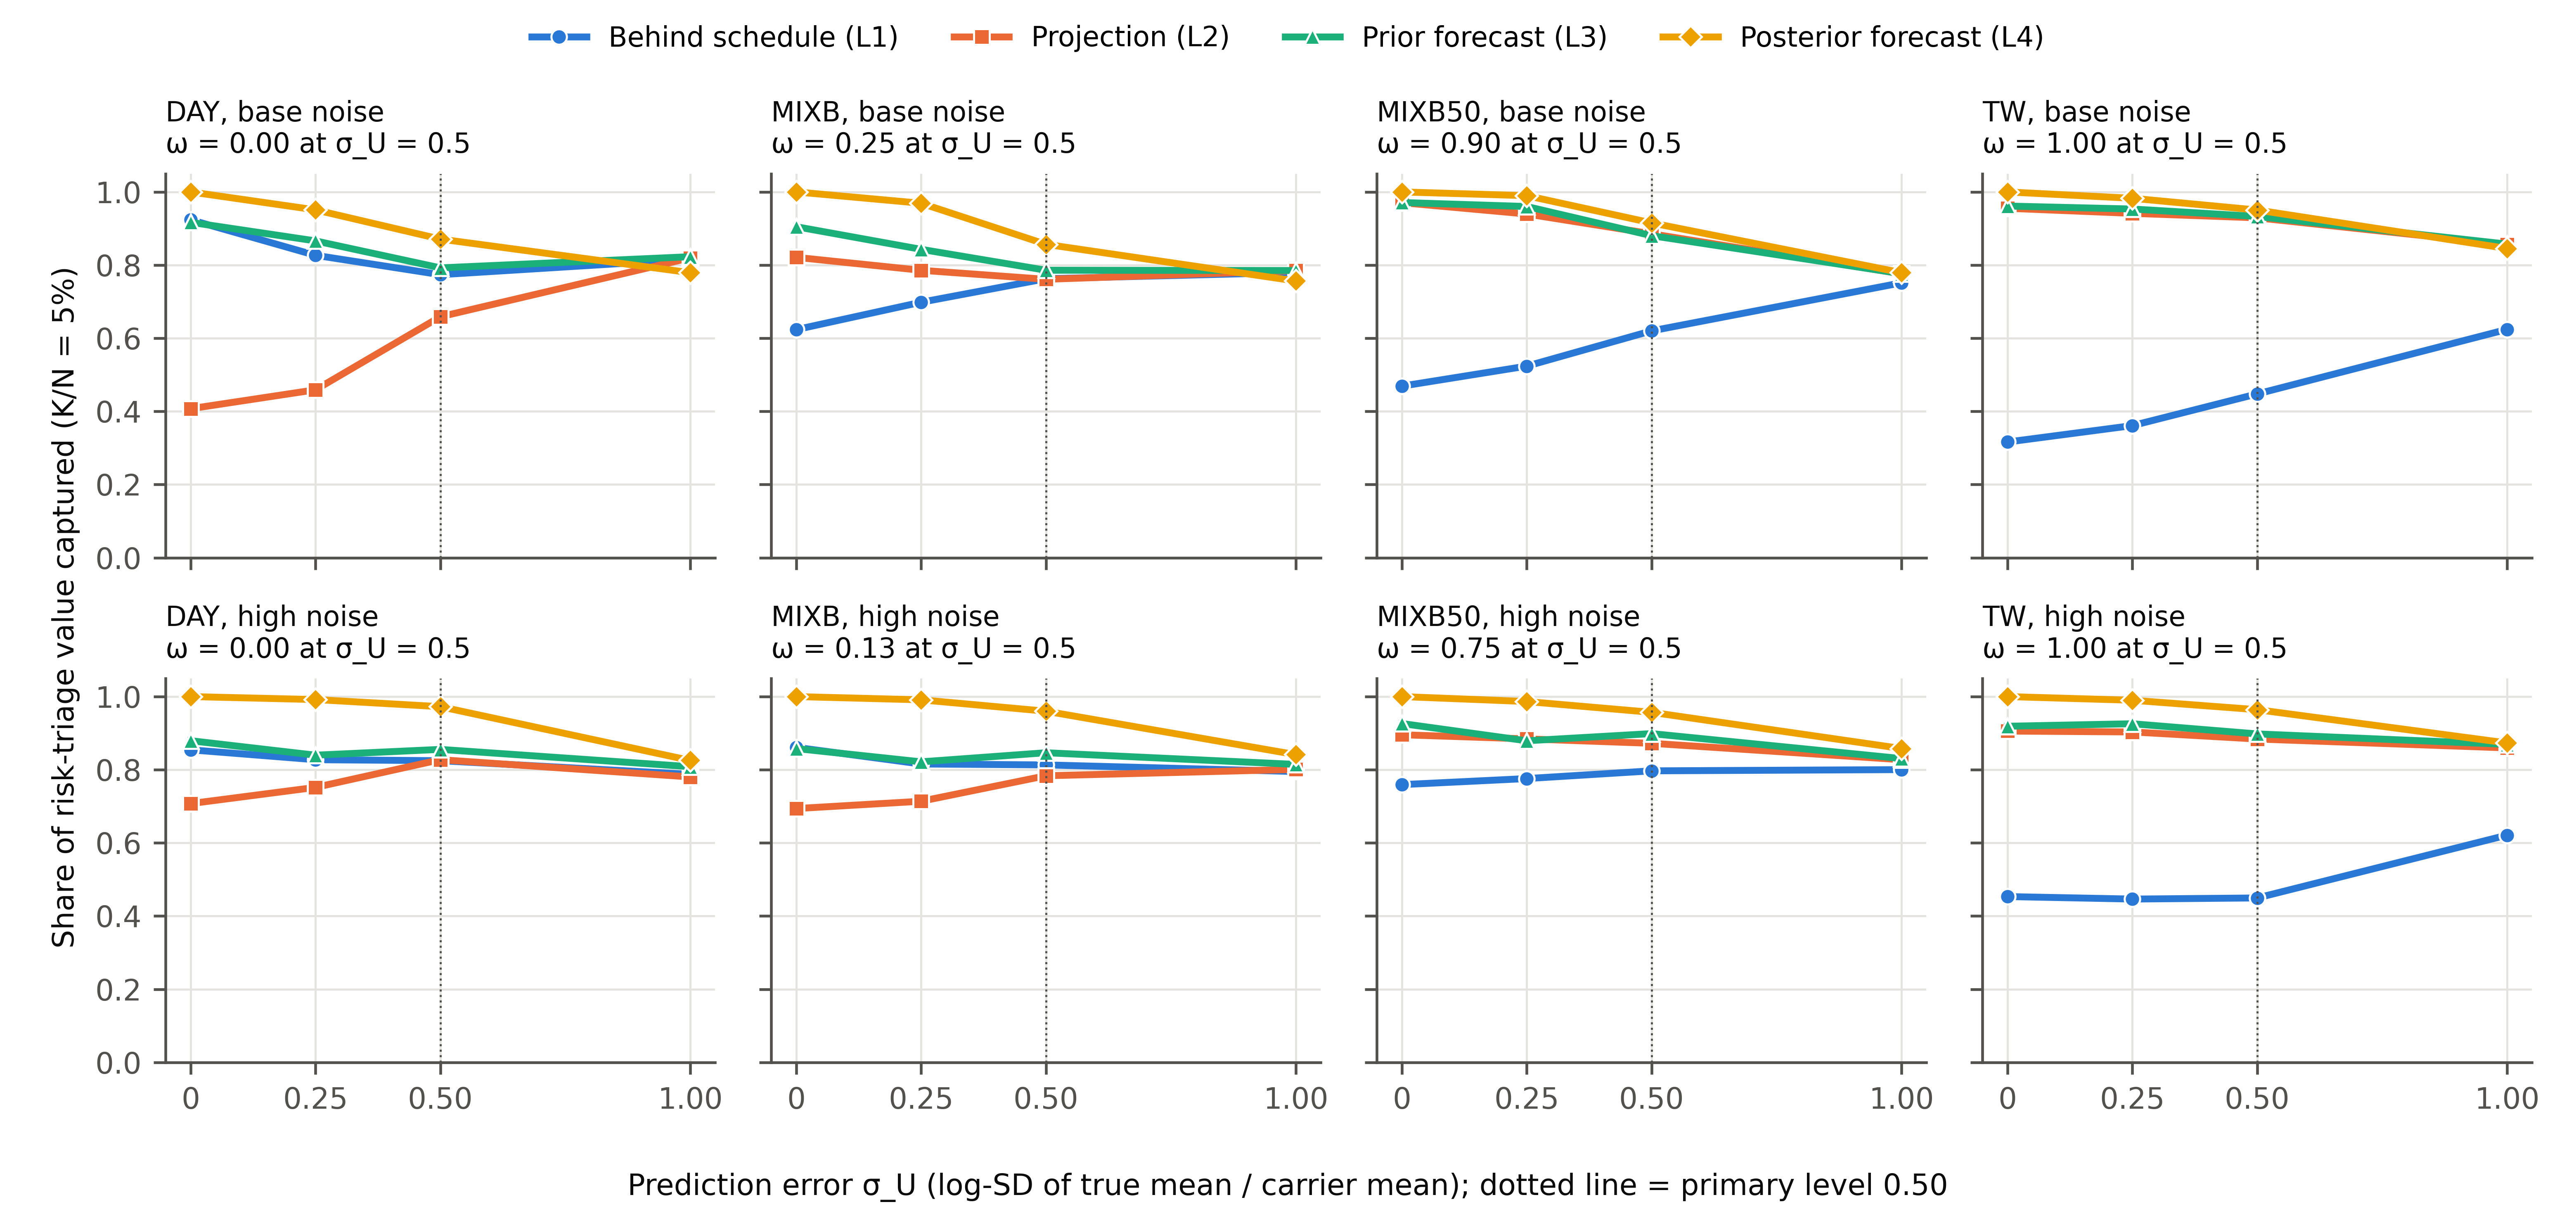 Behind schedule (L1)
Projection (L2)
Prior forecast (L3)
Posterior forecast (L4)
Share of risk-triage value captured (K/N = 5%)
DAY, base noise
ω = 0.00 at σ_U = 0.5
1.0
0.8
0.6
0.4
0.2
0.0
MIXB, base noise
ω = 0.25 at σ_U = 0.5
MIXB50, base noise
ω = 0.90 at σ_U = 0.5
TW, base noise
ω = 1.00 at σ_U = 0.5
DAY, high noise
ω = 0.00 at σ_U = 0.5
1.0
0.8
0.6
0.4
0.2
0.0
0 0.25 0.50 1.00
MIXB, high noise
ω = 0.13 at σ_U = 0.5
0 0.25 0.50 1.00
MIXB50, high noise
ω = 0.75 at σ_U = 0.5
0 0.25 0.50 1.00
TW, high noise
ω = 1.00 at σ_U = 0.5
0 0.25 0.50 1.00
Prediction error σ_U (log-SD of true mean / carrier mean); dotted line = primary level 0.50